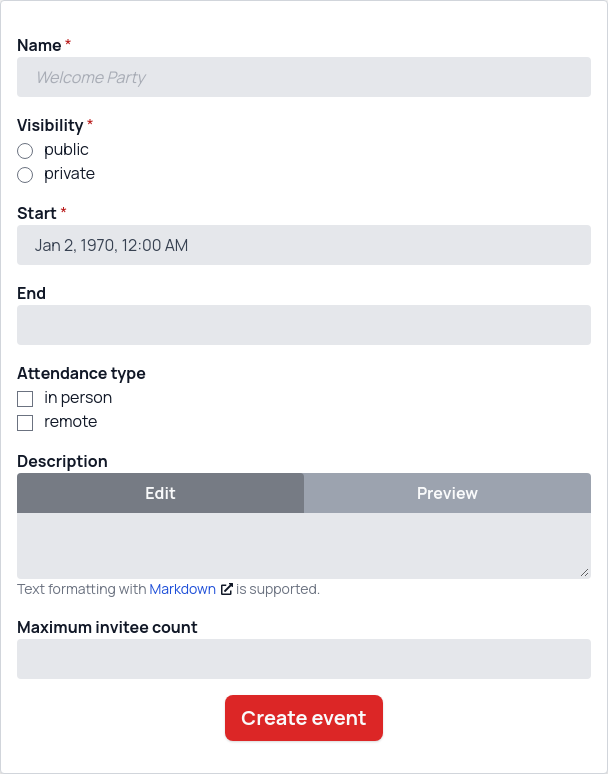 Name *
Welcome Party
Visibility *
public
private
Start *
Jan 2, 1970, 12:00 AM
End
Attendance type
in person
remote
Description
Edit Preview
Text formatting with Markdown is supported.
Maximum invitee count
Create event